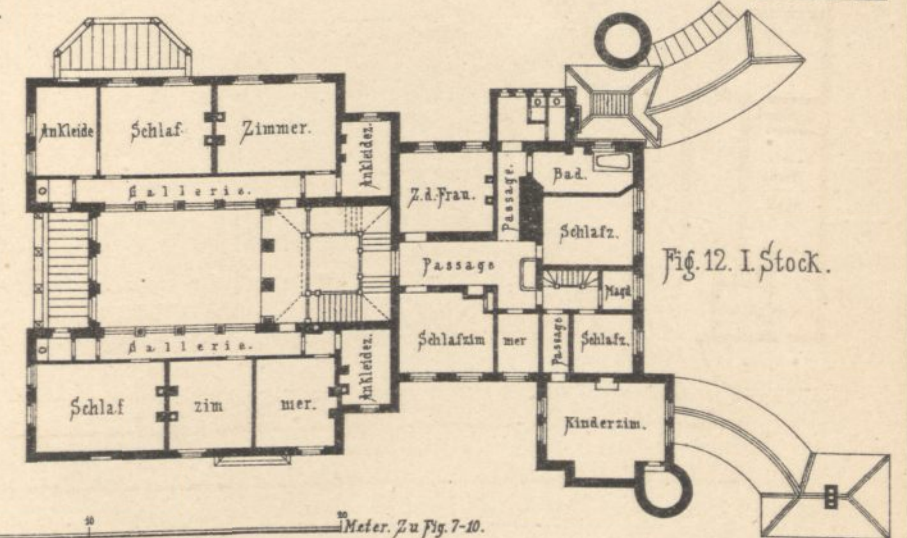 Ankleide Schlaf Zimmer.
Ankleidez.
Gallerie.
Z.d.Frau.
Passage.
Bad.
Schlafz.
Passage
Magd
Fig. 12. I. Stock.
Gallerie.
Ankleidez.
Schlafzim mer
Passage
Schlafz.
Schlaf zim mer.
Kinderzim.
10
20
Meter. Zu Fig. 7-10.